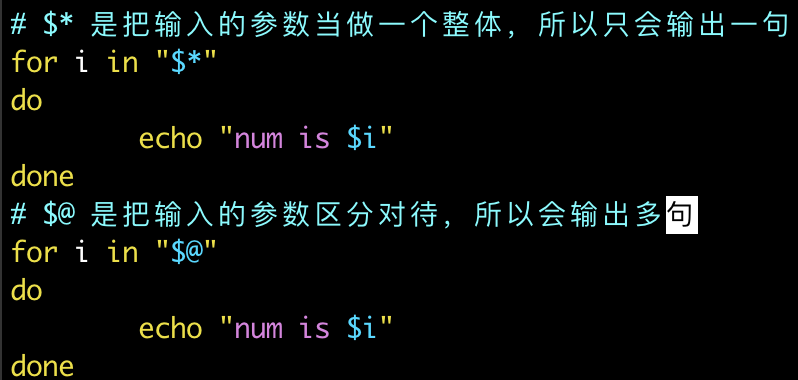 # $* 是把输入的参数当做一个整体，所以只会输出一句
for i in "$*"
do
        echo "num is $i"
done
# $@ 是把输入的参数区分对待，所以会输出多句
for i in "$@"
do
        echo "num is $i"
done